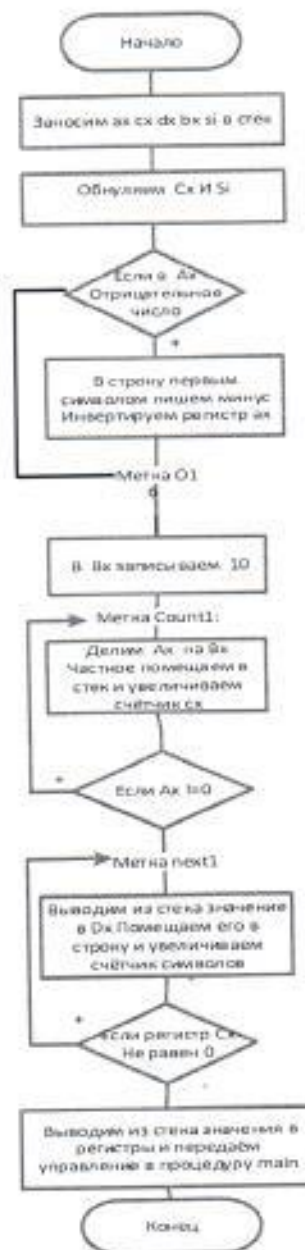 Начало
Заносим ax cx dx bx si в стек
Обнуляем Cx И Si
Если в Ax
Отрицательная
число
+
В строку первым
символом пишем минус
Инвертируем регистр ax
Метка O1
В Bx записываем 10
Метка Count1:
Делим Ax на Bx
Частное помещаем в
стек и увеличиваем
счётчик cx
+
Если Ax !=0
Метка next1
Выводим из стека значение
в Dx.Помещаем его в
строку и увеличиваем
счётчик символов
+
Если регистр Cx
Не равен 0
-
Выводим из стека значения в
регистры и передаём
управление в процедуру main
Конец